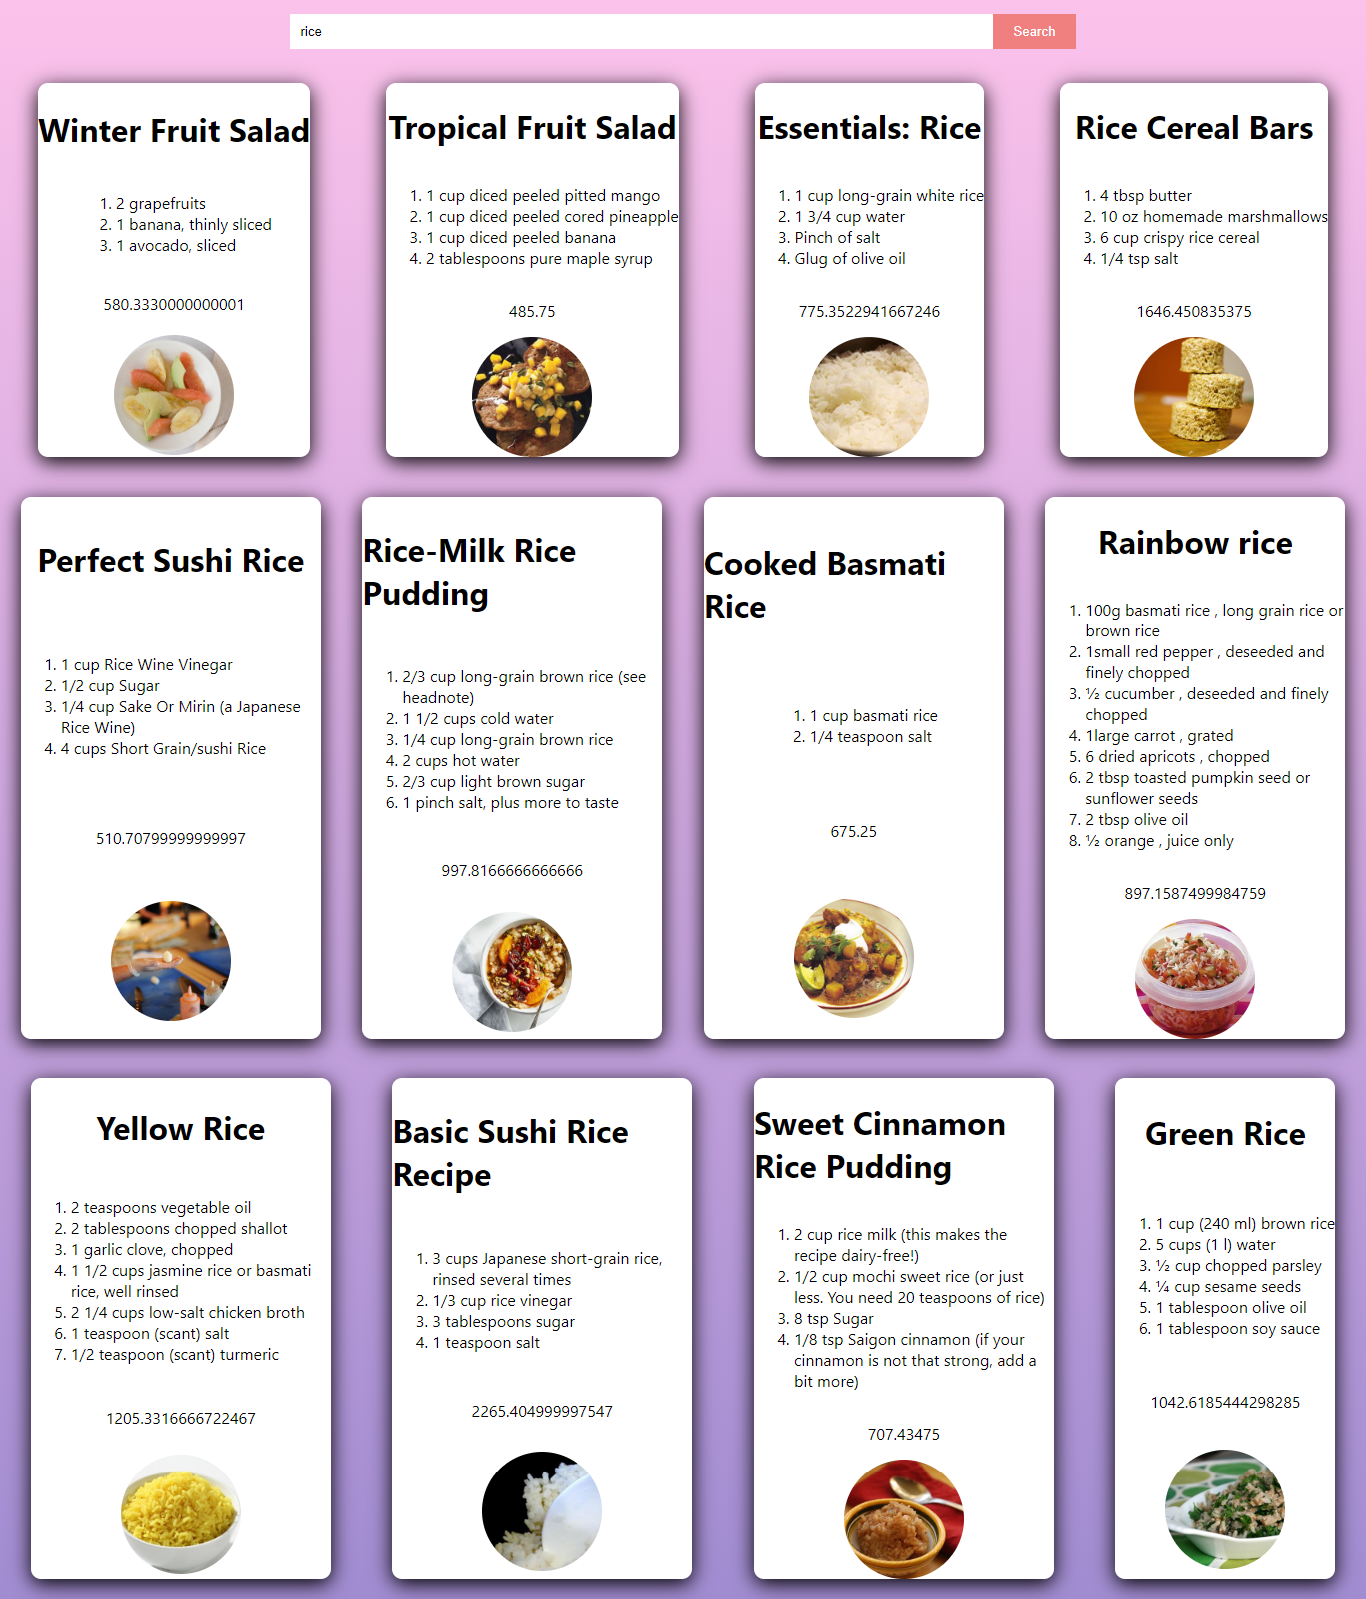 rice
Search
Winter Fruit Salad
1. 2 grapefruits
2. 1 banana, thinly sliced
3. 1 avocado, sliced
580.3330000000001
Tropical Fruit Salad
1. 1 cup diced peeled pitted mango
2. 1 cup diced peeled cored pineapple
3. 1 cup diced peeled banana
4. 2 tablespoons pure maple syrup
485.75
Essentials: Rice
1. 1 cup long-grain white rice
2. 1 3/4 cup water
3. Pinch of salt
4. Glug of olive oil
775.3522941667246
Rice Cereal Bars
1. 4 tbsp butter
2. 10 oz homemade marshmallows
3. 6 cup crispy rice cereal
4. 1/4 tsp salt
1646.450835375
Perfect Sushi Rice
1. 1 cup Rice Wine Vinegar
2. 1/2 cup Sugar
3. 1/4 cup Sake Or Mirin (a Japanese
Rice Wine)
4. 4 cups Short Grain/sushi Rice
510.70799999999997
Rice-Milk Rice
Pudding
1. 2/3 cup long-grain brown rice (see
headnote)
2. 1 1/2 cups cold water
3. 1/4 cup long-grain brown rice
4. 2 cups hot water
5. 2/3 cup light brown sugar
6. 1 pinch salt, plus more to taste
997.8166666666666
Cooked Basmati
Rice
1. 1 cup basmati rice
2. 1/4 teaspoon salt
675.25
Rainbow rice
1. 100g basmati rice , long grain rice or
brown rice
2. 1small red pepper , deseeded and
finely chopped
3. ½ cucumber , deseeded and finely
chopped
4. 1large carrot , grated
5. 6 dried apricots , chopped
6. 2 tbsp toasted pumpkin seed or
sunflower seeds
7. 2 tbsp olive oil
8. ½ orange , juice only
897.1587499984759
Yellow Rice
1. 2 teaspoons vegetable oil
2. 2 tablespoons chopped shallot
3. 1 garlic clove, chopped
4. 1 1/2 cups jasmine rice or basmati
rice, well rinsed
5. 2 1/4 cups low-salt chicken broth
6. 1 teaspoon (scant) salt
7. 1/2 teaspoon (scant) turmeric
1205.3316666722467
Basic Sushi Rice
Recipe
1. 3 cups Japanese short-grain rice,
rinsed several times
2. 1/3 cup rice vinegar
3. 3 tablespoons sugar
4. 1 teaspoon salt
2265.404999997547
Sweet Cinnamon
Rice Pudding
1. 2 cup rice milk (this makes the
recipe dairy-free!)
2. 1/2 cup mochi sweet rice (or just
less. You need 20 teaspoons of rice)
3. 8 tsp Sugar
4. 1/8 tsp Saigon cinnamon (if your
cinnamon is not that strong, add a
bit more)
707.43475
Green Rice
1. 1 cup (240 ml) brown rice
2. 5 cups (1 l) water
3. ½ cup chopped parsley
4. ¼ cup sesame seeds
5. 1 tablespoon olive oil
6. 1 tablespoon soy sauce
1042.6185444298285